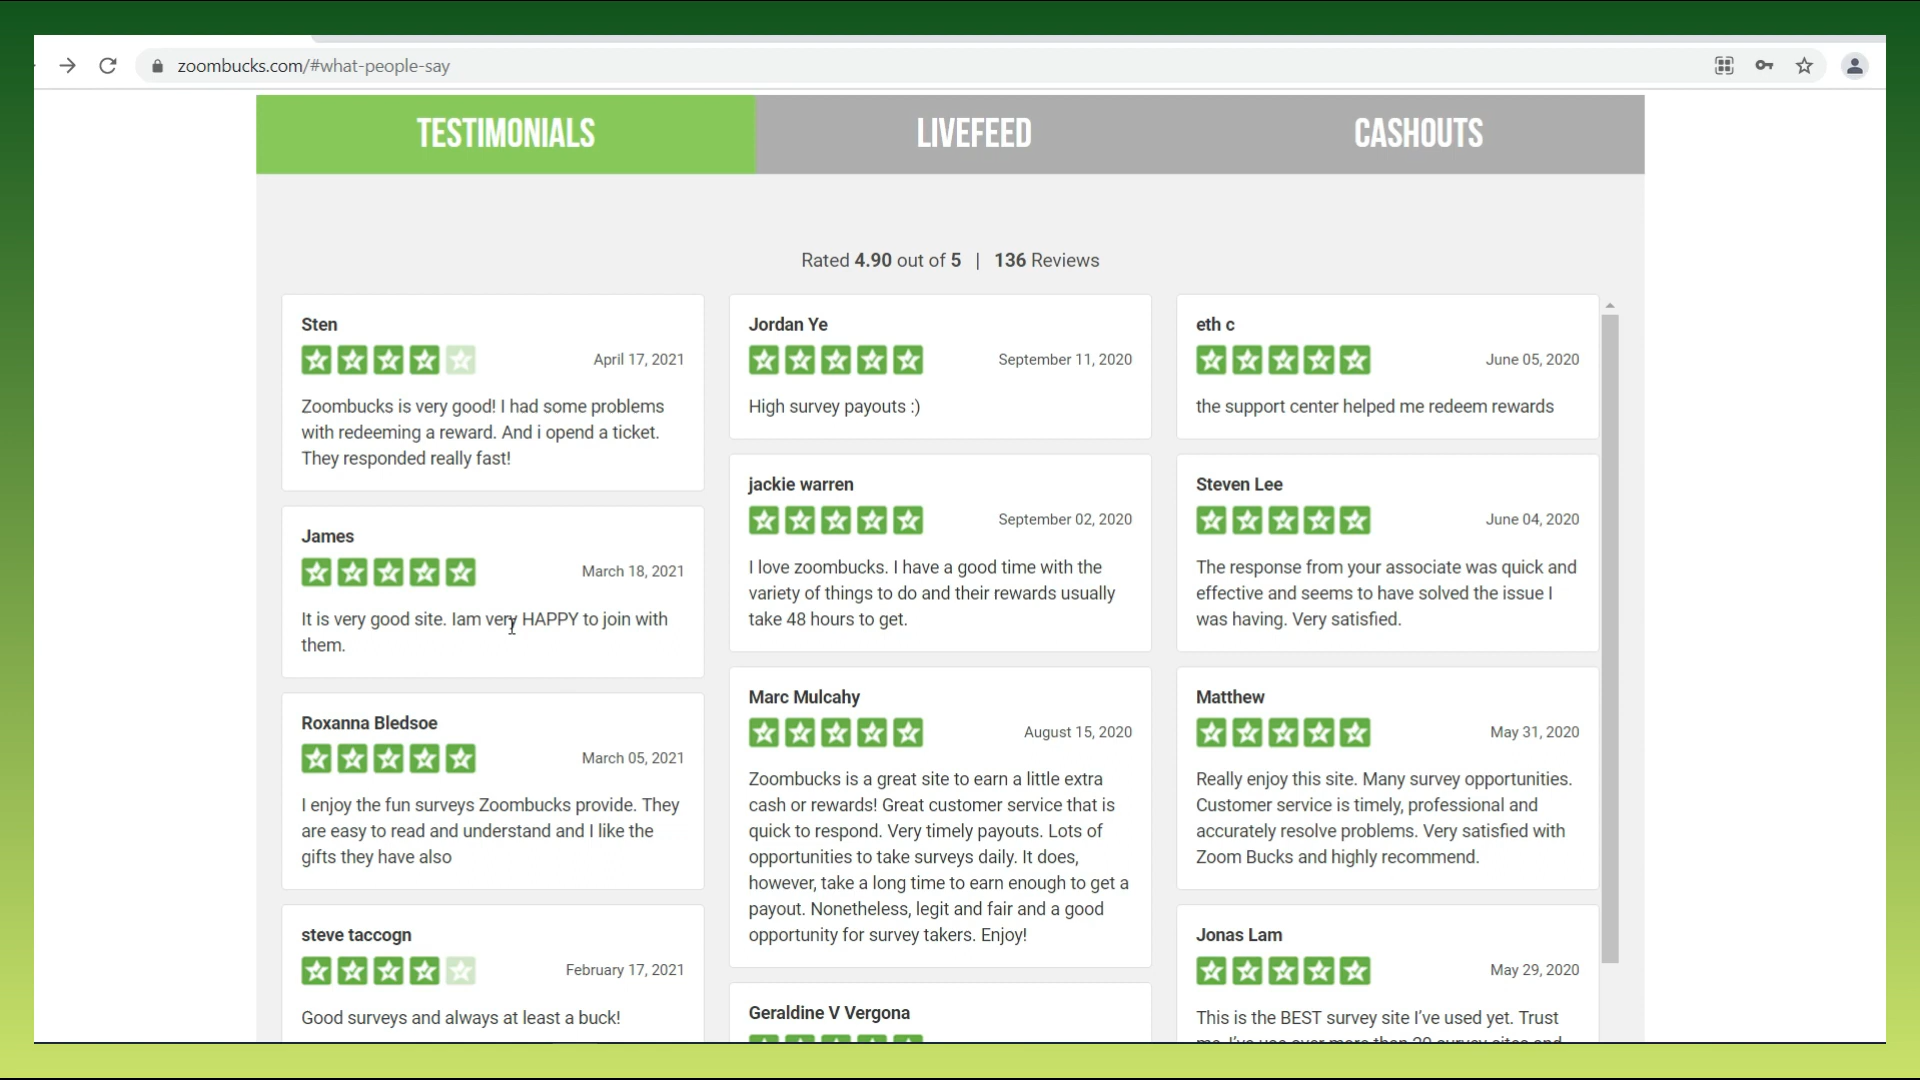 zoombucks.com/#what-people-say
TESTIMONIALS
LIVEFEED
CASHOUTS
Rated 4.90 out of 5 | 136 Reviews
Sten
April 17, 2021
Zoombucks is very good! I had some problems
with redeeming a reward. And i opend a ticket.
They responded really fast!
James
March 18, 2021
It is very good site. Iam very HAPPY to join with
them.
Roxanna Bledsoe
March 05, 2021
I enjoy the fun surveys Zoombucks provide. They
are easy to read and understand and I like the
gifts they have also
steve taccogn
February 17, 2021
Good surveys and always at least a buck!
Jordan Ye
September 11, 2020
High survey payouts :)
jackie warren
September 02, 2020
I love zoombucks. I have a good time with the
variety of things to do and their rewards usually
take 48 hours to get.
Marc Mulcahy
August 15, 2020
Zoombucks is a great site to earn a little extra
cash or rewards! Great customer service that is
quick to respond. Very timely payouts. Lots of
opportunities to take surveys daily. It does,
however, take a long time to earn enough to get a
payout. Nonetheless, legit and fair and a good
opportunity for survey takers. Enjoy!
Geraldine V Vergona
eth c
June 05, 2020
the support center helped me redeem rewards
Steven Lee
June 04, 2020
The response from your associate was quick and
effective and seems to have solved the issue I
was having. Very satisfied.
Matthew
May 31, 2020
Really enjoy this site. Many survey opportunities.
Customer service is timely, professional and
accurately resolve problems. Very satisfied with
Zoom Bucks and highly recommend.
Jonas Lam
May 29, 2020
This is the BEST survey site I've used yet. Trust